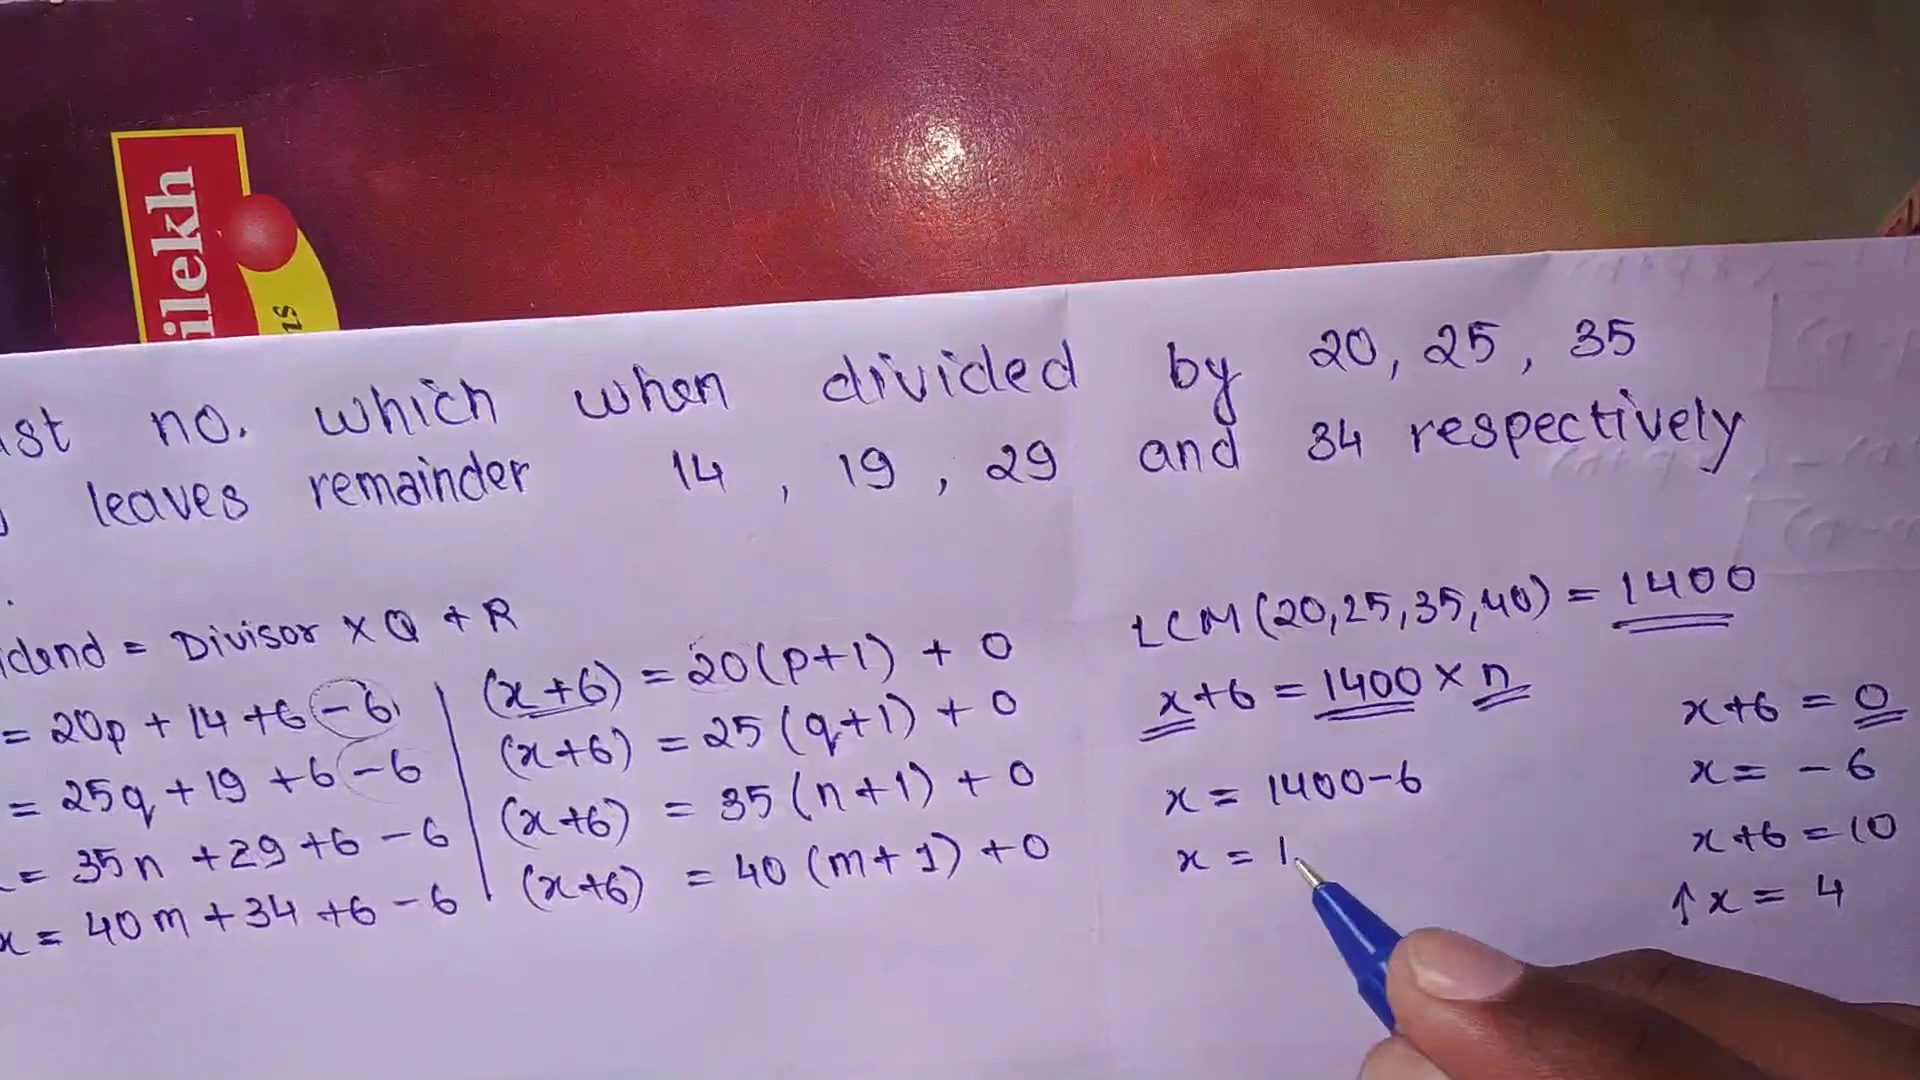 ilekh
ns
no. which when divided by 20, 25, 35
leaves remainder 14, 19, 29 and 34 respectively
= Divisor × Q + R
= 20p + 14 + 6 - 6
= 25q + 19 + 6 - 6
= 35n + 29 + 6 - 6
x = 40m + 34 + 6 - 6
(x+6) = 20(p+1) + 0
(x+6) = 25(q+1) + 0
(x+6) = 35(n+1) + 0
(x+6) = 40(m+1) + 0
LCM(20,25,35,40) = 1400
x+6 = 1400 × n
x = 1400-6
x = 1
x+6 = 0
x = -6
x+6 = 10
↑ x = 4